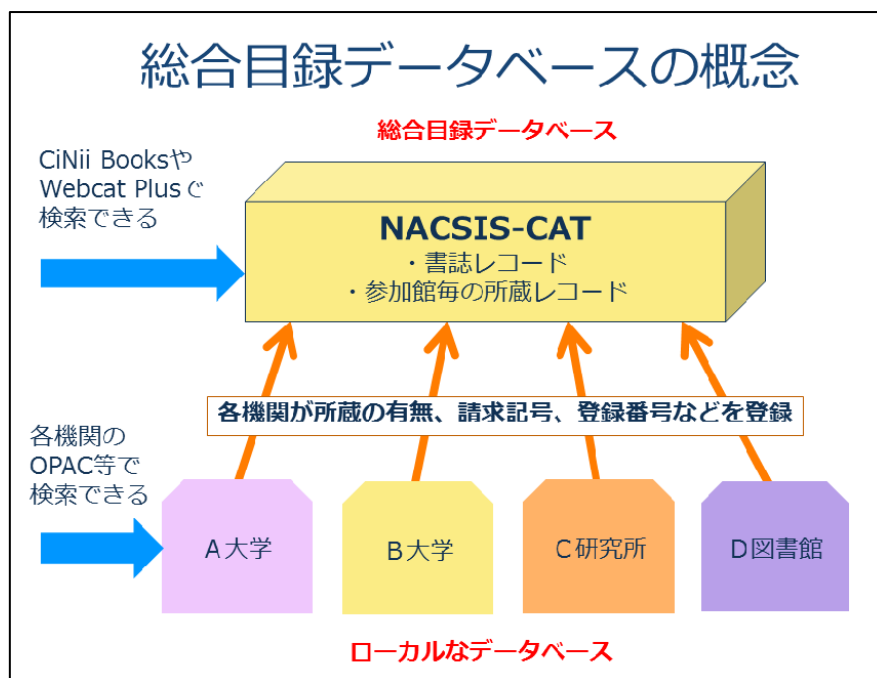 総合目録データベースの概念
総合目録データベース
CiNii Booksや
Webcat Plusで
検索できる
NACSIS-CAT
・書誌レコード
・参加館毎の所蔵レコード
各機関が所蔵の有無、請求記号、登録番号などを登録
各機関の
OPAC等で
検索できる
A大学
B大学
C研究所
D図書館
ローカルなデータベース